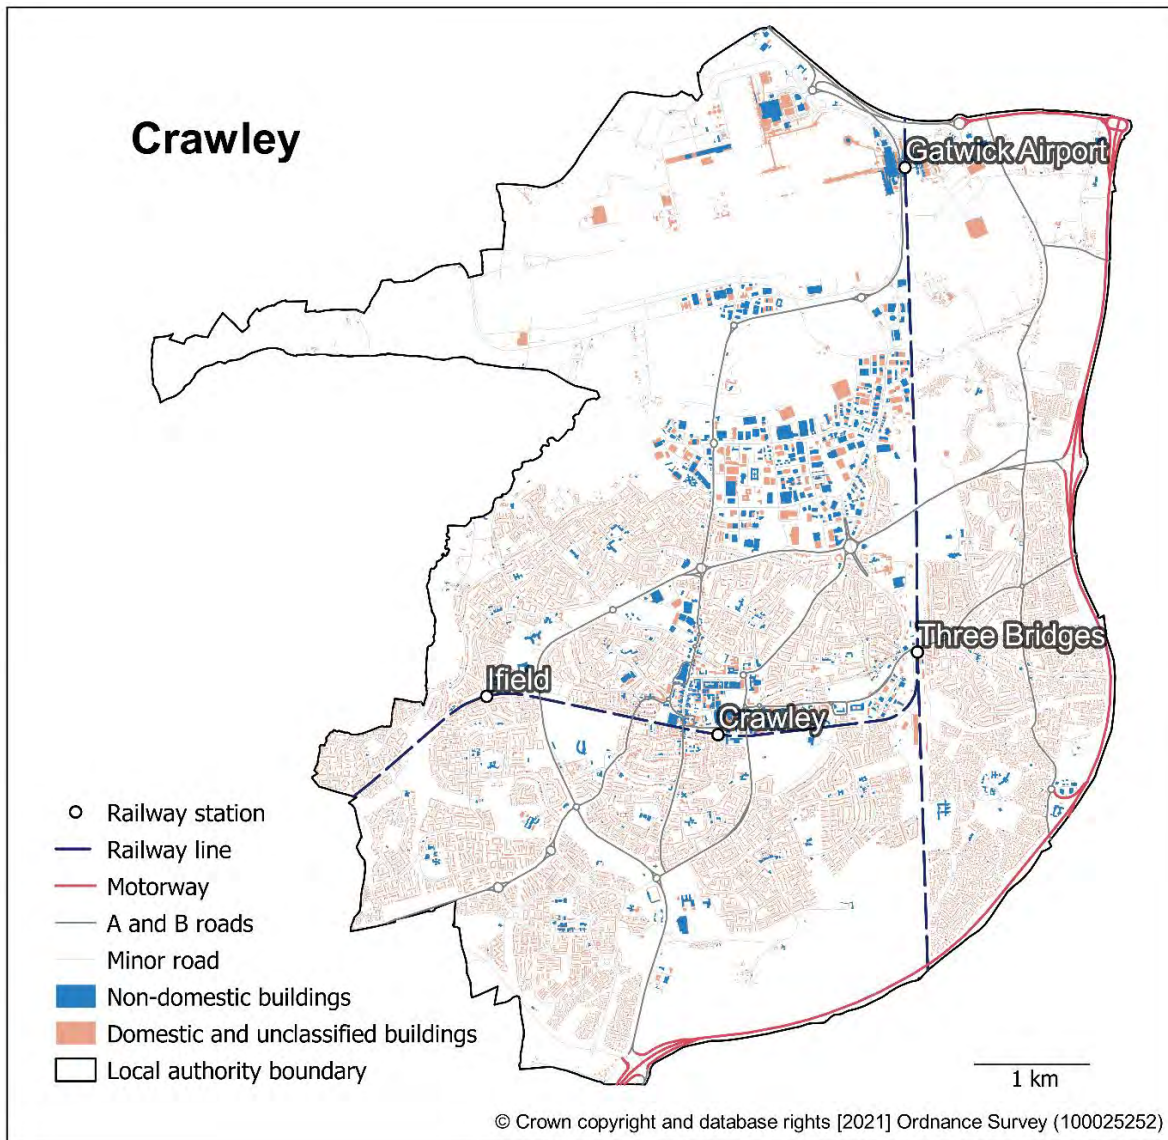 Crawley
Gatwick Airport
Three Bridges
Ifield
Crawley
Railway station
Railway line
Motorway
A and B roads
Minor road
Non-domestic buildings
Domestic and unclassified buildings
Local authority boundary
1 km
© Crown copyright and database rights [2021] Ordnance Survey (100025252)